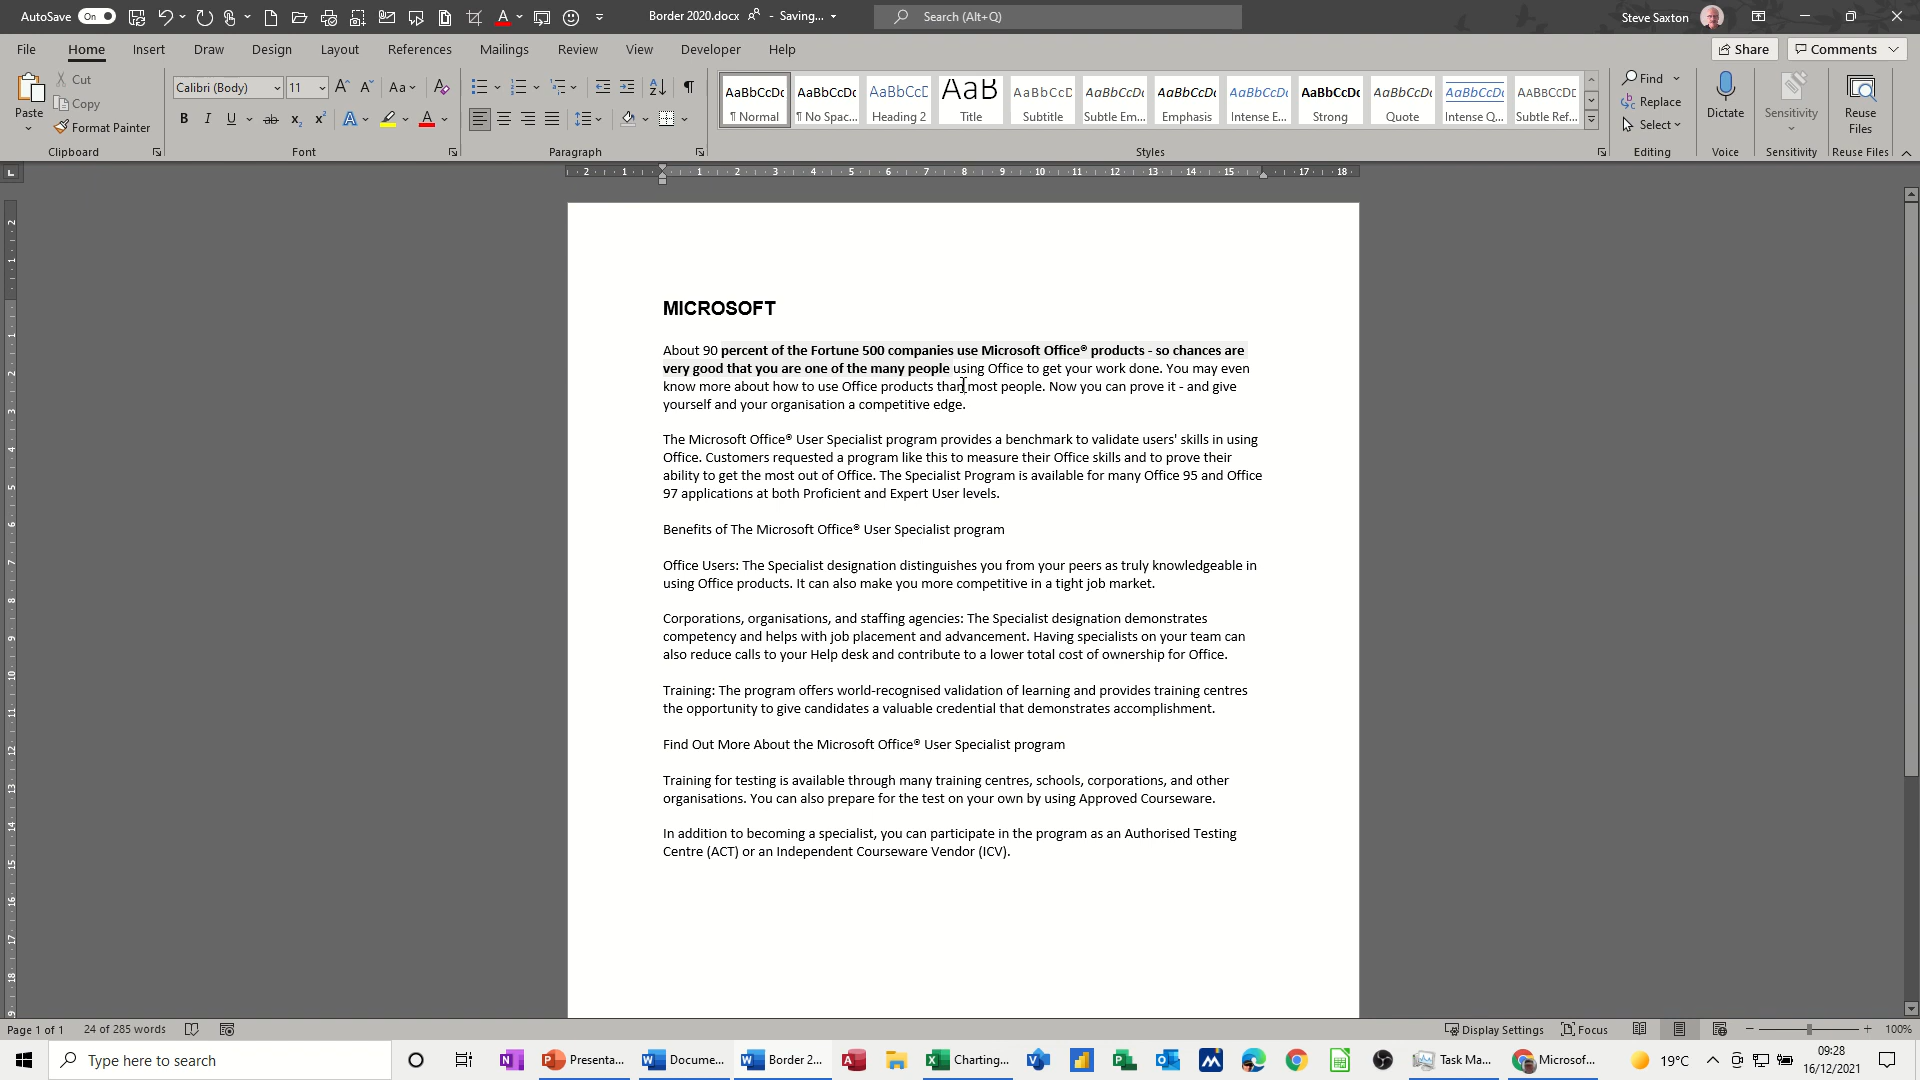 AutoSave On Border 2020.docx - Saving... Search (Alt+Q) Steve Saxton
File Home Insert Draw Design Layout References Mailings Review View Developer Help Share Comments
Paste Cut Copy Format Painter Clipboard
Calibri (Body) 11 Font
Paragraph
AaBbCcDc ¶ Normal
AaBbCcDc ¶ No Spac...
AaBbCcD Heading 2
AaB Title
AaBbCcD Subtitle
AaBbCcDc Subtle Em...
AaBbCcDc Emphasis
AaBbCcDc Intense E...
AaBbCcDc Strong
AaBbCcDc Quote
AaBbCcDc Intense Q...
AABBCCDE Subtle Ref...
Styles
Find Replace Select Editing
Dictate Voice
Sensitivity Sensitivity
Reuse Files Reuse Files
MICROSOFT
About 90 percent of the Fortune 500 companies use Microsoft Office® products - so chances are
very good that you are one of the many people using Office to get your work done. You may even
know more about how to use Office products than most people. Now you can prove it - and give
yourself and your organisation a competitive edge.
The Microsoft Office® User Specialist program provides a benchmark to validate users' skills in using
Office. Customers requested a program like this to measure their Office skills and to prove their
ability to get the most out of Office. The Specialist Program is available for many Office 95 and Office
97 applications at both Proficient and Expert User levels.
Benefits of The Microsoft Office® User Specialist program
Office Users: The Specialist designation distinguishes you from your peers as truly knowledgeable in
using Office products. It can also make you more competitive in a tight job market.
Corporations, organisations, and staffing agencies: The Specialist designation demonstrates
competency and helps with job placement and advancement. Having specialists on your team can
also reduce calls to your Help desk and contribute to a lower total cost of ownership for Office.
Training: The program offers world-recognised validation of learning and provides training centres
the opportunity to give candidates a valuable credential that demonstrates accomplishment.
Find Out More About the Microsoft Office® User Specialist program
Training for testing is available through many training centres, schools, corporations, and other
organisations. You can also prepare for the test on your own by using Approved Courseware.
In addition to becoming a specialist, you can participate in the program as an Authorised Testing
Centre (ACT) or an Independent Courseware Vendor (ICV).
Page 1 of 1 24 of 285 words Display Settings Focus 100%
Type here to search Presenta... Docume... Border 2... Charting... Task Ma... Microsof... 19°C 09:28
16/12/2021